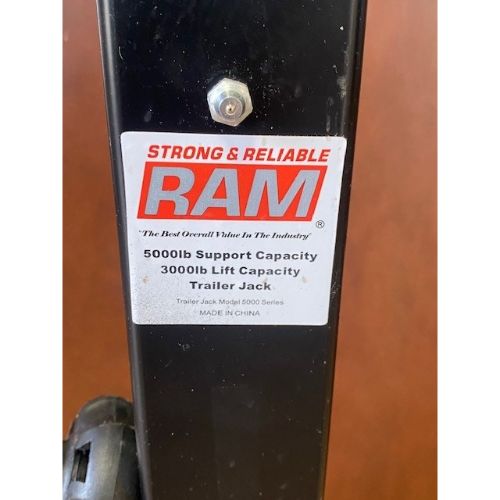 STRONG & RELIABLE
RAM®
"The Best Overall Value In The Industry"
5000lb Support Capacity
3000lb Lift Capacity
Trailer Jack
Trailer Jack Model 5000 Series
MADE IN CHINA